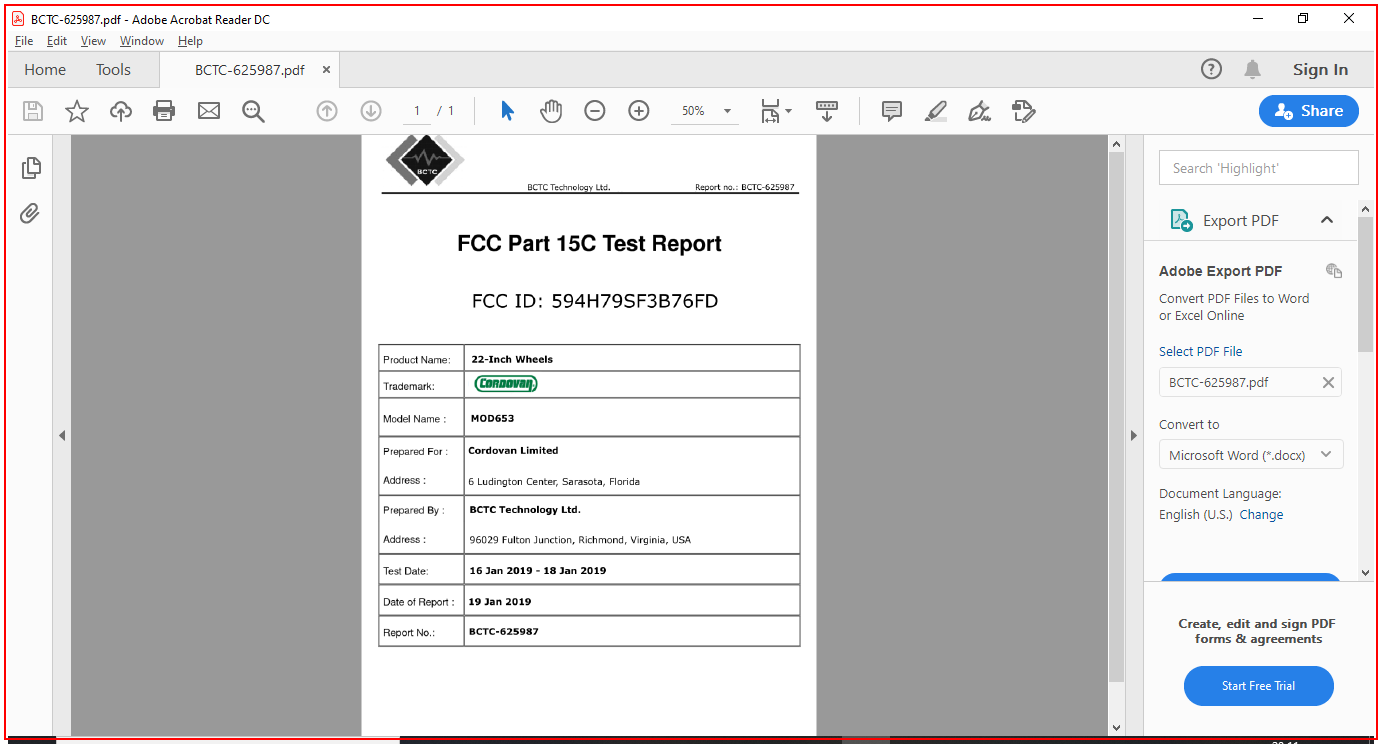 BCTC-625987.pdf - Adobe Acrobat Reader DC
File Edit View Window Help
Home Tools BCTC-625987.pdf × Sign In
1 / 1 50% Share
BCTC
BCTC Technology Ltd. Report no.: BCTC-625987
FCC Part 15C Test Report
FCC ID: 594H79SF3B76FD
Product Name: 22-Inch Wheels
Trademark: CORDOVAN
Model Name : MOD653
Prepared For : Cordovan Limited
Address : 6 Ludington Center, Sarasota, Florida
Prepared By : BCTC Technology Ltd.
Address : 96029 Fulton Junction, Richmond, Virginia, USA
Test Date: 16 Jan 2019 - 18 Jan 2019
Date of Report : 19 Jan 2019
Report No.: BCTC-625987
Search 'Highlight'
Export PDF
Adobe Export PDF
Convert PDF Files to Word
or Excel Online
Select PDF File
BCTC-625987.pdf
Convert to
Microsoft Word (*.docx)
Document Language:
English (U.S.) Change
Create, edit and sign PDF
forms & agreements
Start Free Trial